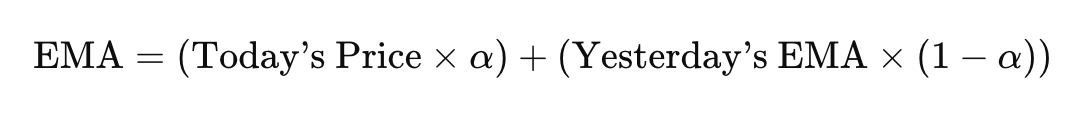 EMA = (Today’s Price × α) + (Yesterday’s EMA × (1 − α))